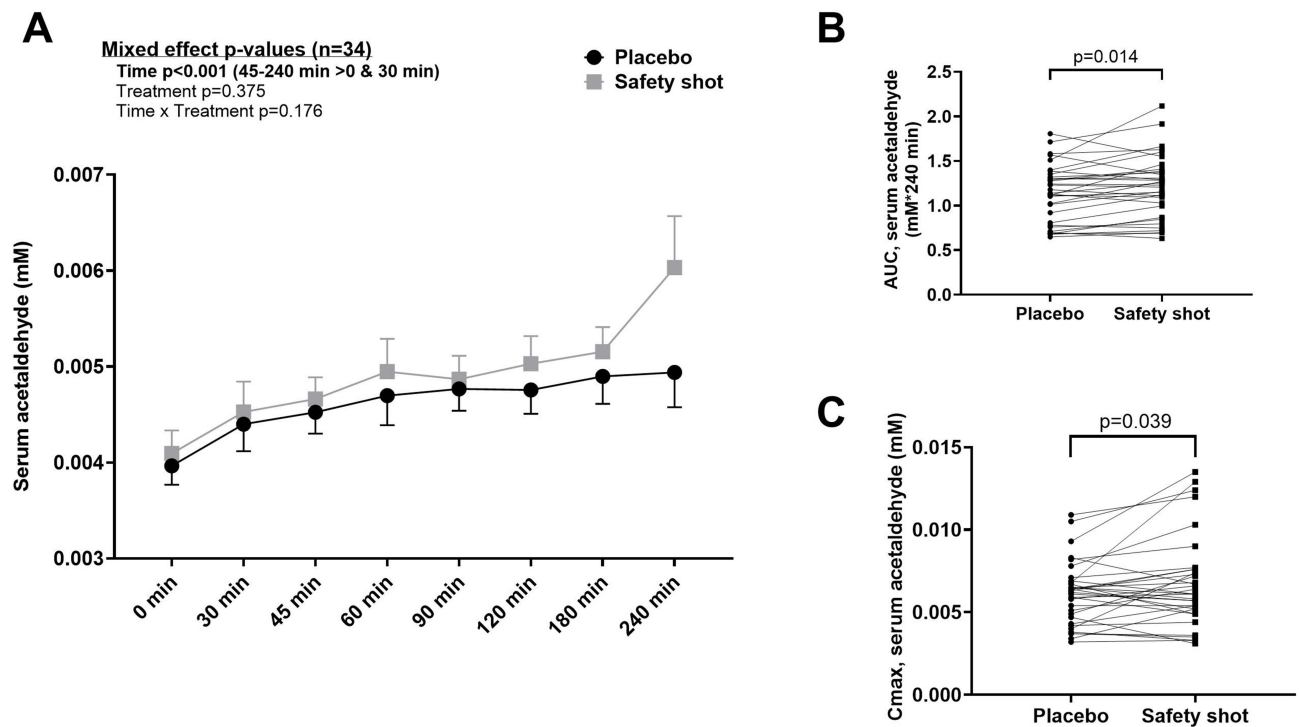 A
Mixed effect p-values (n=34)
Time p<0.001 (45-240 min >0 & 30 min)
Treatment p=0.375
Time x Treatment p=0.176
Placebo
Safety shot
Serum acetaldehyde (mM)
0.007
0.006
0.005
0.004
0.003
0 min
30 min
45 min
60 min
90 min
120 min
180 min
240 min
B
p=0.014
AUC, serum acetaldehyde
(mM*240 min)
2.5
2.0
1.5
1.0
0.5
0.0
Placebo
Safety shot
C
p=0.039
Cmax, serum acetaldehyde (mM)
0.015
0.010
0.005
0.000
Placebo
Safety shot